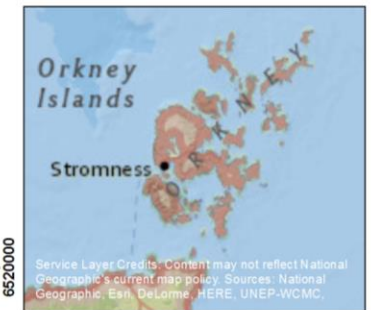 Orkney
Islands
ORKNEY
Stromness
6520000
Service Layer Credits: Content may not reflect National
Geographic's current map policy. Sources: National
Geographic, Esri, DeLorme, HERE, UNEP-WCMC,